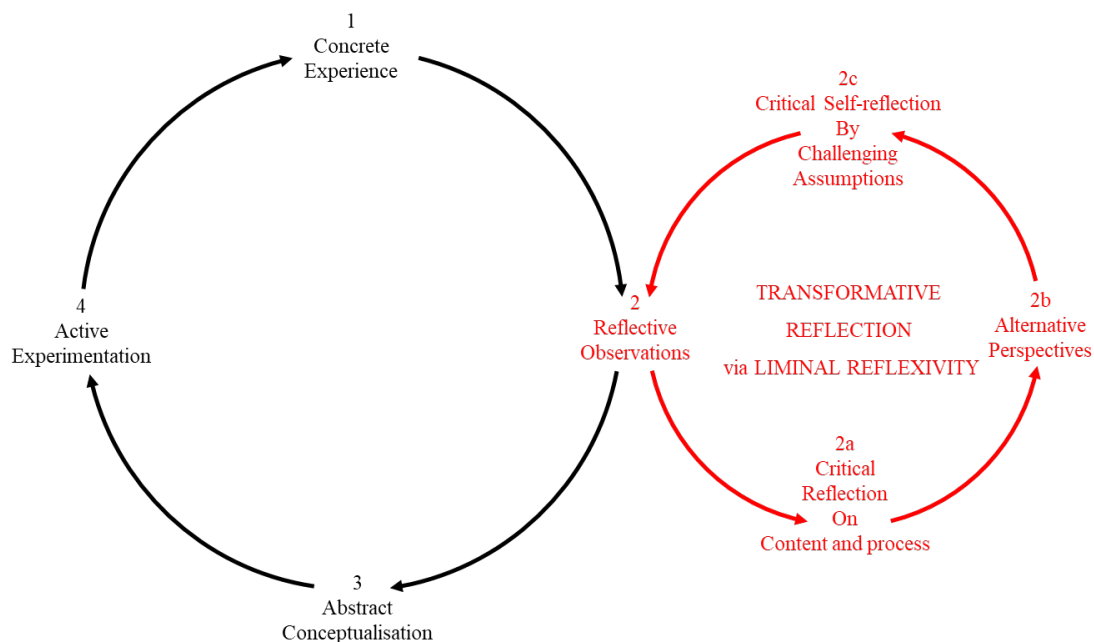 1
Concrete
Experience
2
Reflective
Observations
3
Abstract
Conceptualisation
4
Active
Experimentation
2a
Critical
Reflection
On
Content and process
2b
Alternative
Perspectives
2c
Critical Self-reflection
By
Challenging
Assumptions
TRANSFORMATIVE
REFLECTION
via LIMINAL REFLEXIVITY